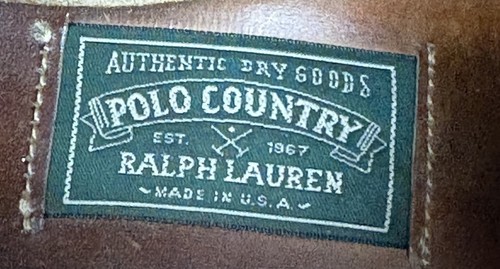 AUTHENTIC DRY GOODS
POLO COUNTRY
EST. 1967
RALPH LAUREN
~MADE IN U.S.A~